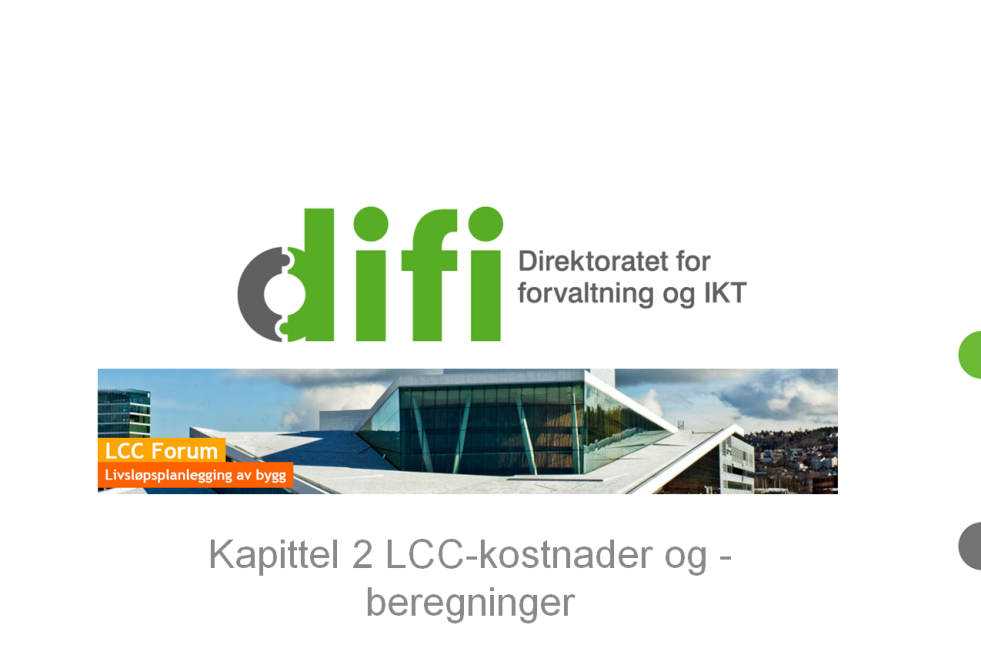 difi
Direktoratet for
forvaltning og IKT
LCC Forum
Livsløpsplanlegging av bygg
Kapittel 2 LCC-kostnader og -
beregninger